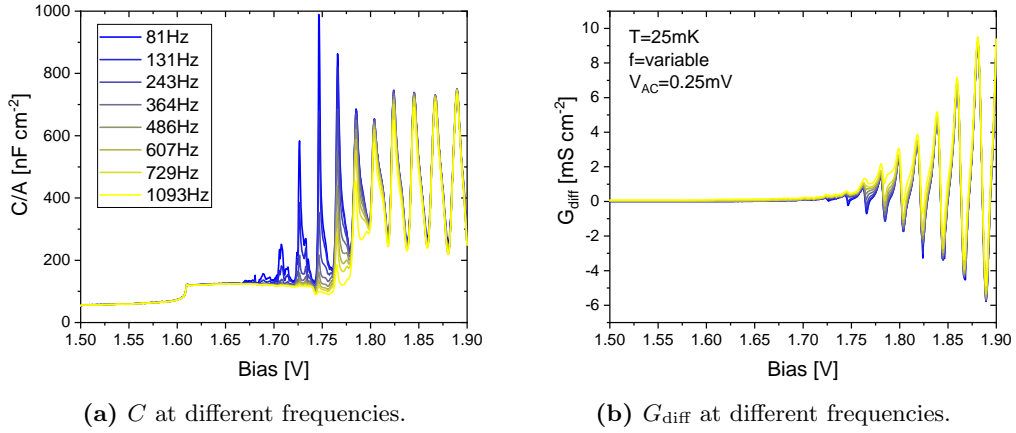 1000
800
600
400
200
0
C/A [nF cm⁻²]
81Hz
131Hz
243Hz
364Hz
486Hz
607Hz
729Hz
1093Hz
1.50 1.55 1.60 1.65 1.70 1.75 1.80 1.85 1.90
Bias [V]
(a) C at different frequencies.
10
8
6
4
2
0
-2
-4
-6
G_diff [mS cm⁻²]
T=25mK
f=variable
V_AC=0.25mV
1.50 1.55 1.60 1.65 1.70 1.75 1.80 1.85 1.90
Bias [V]
(b) G_diff at different frequencies.